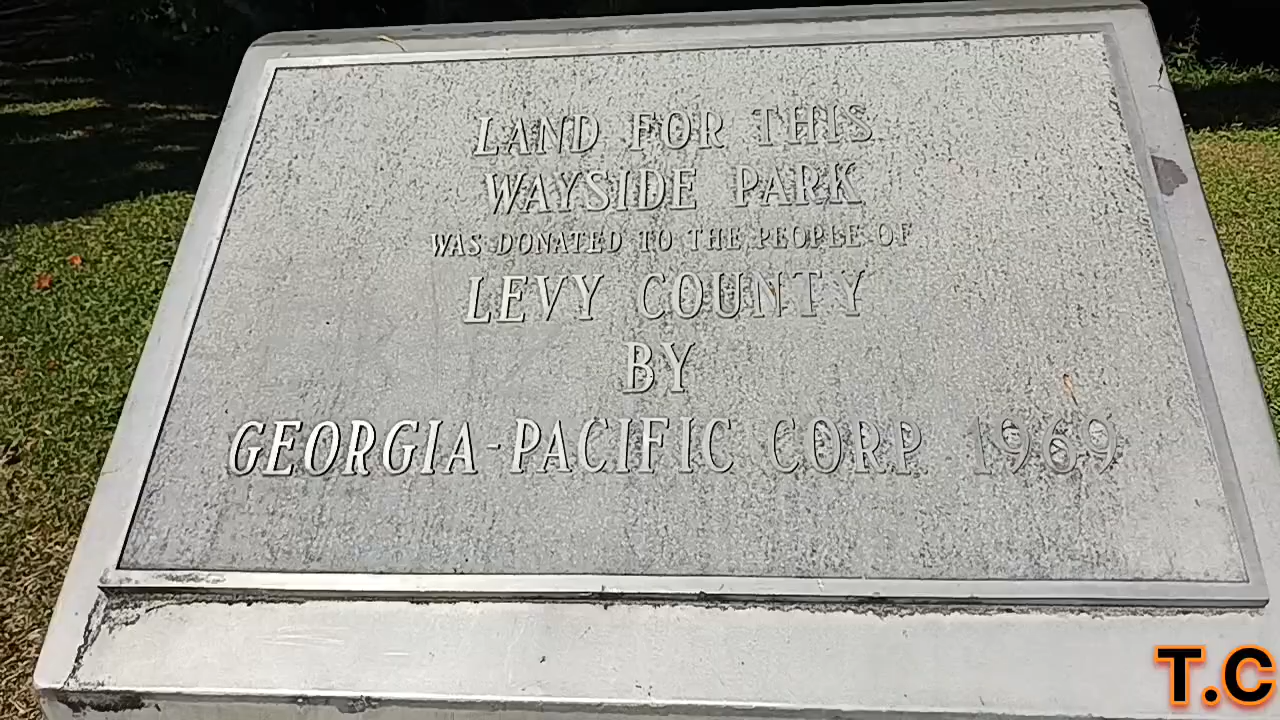 LAND FOR THIS
WAYSIDE PARK
WAS DONATED TO THE PEOPLE OF
LEVY COUNTY
BY
GEORGIA-PACIFIC CORP. 1969
T.C